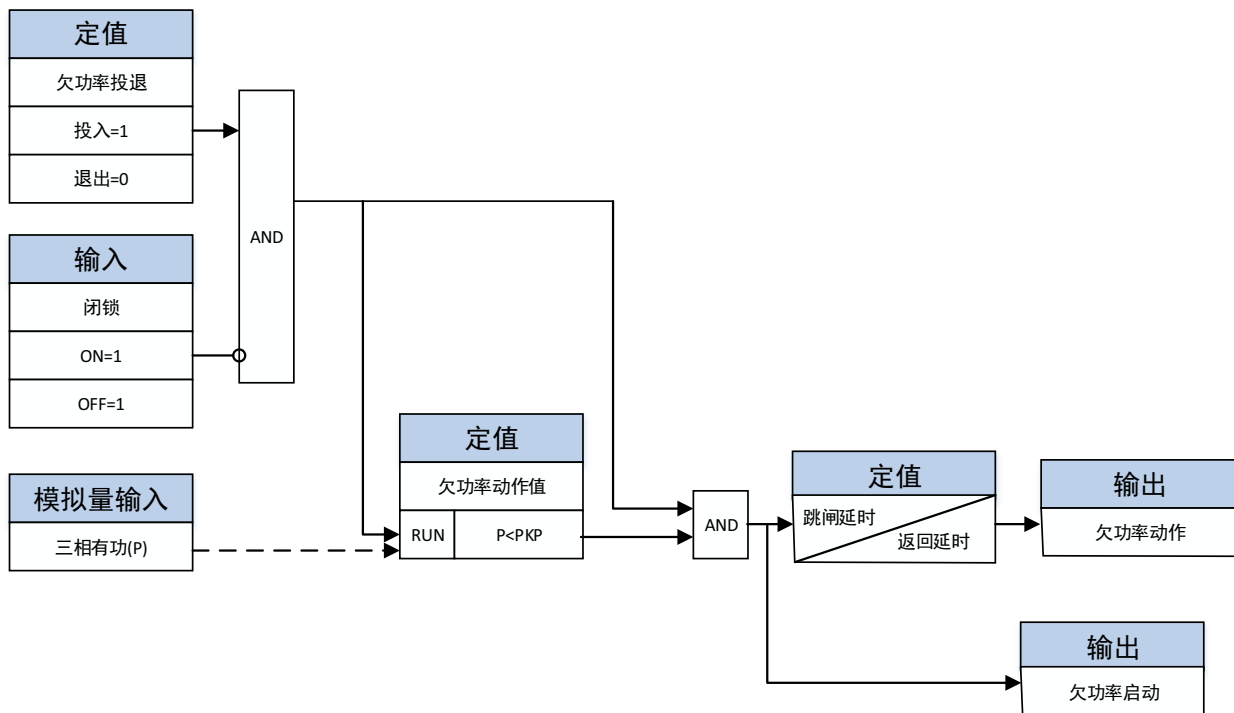 定值
欠功率投退
投入=1
退出=0
AND
输入
闭锁
ON=1
OFF=1
模拟量输入
三相有功(P)
定值
欠功率动作值
RUN
P<PKP
AND
定值
跳闸延时
返回延时
输出
欠功率动作
输出
欠功率启动